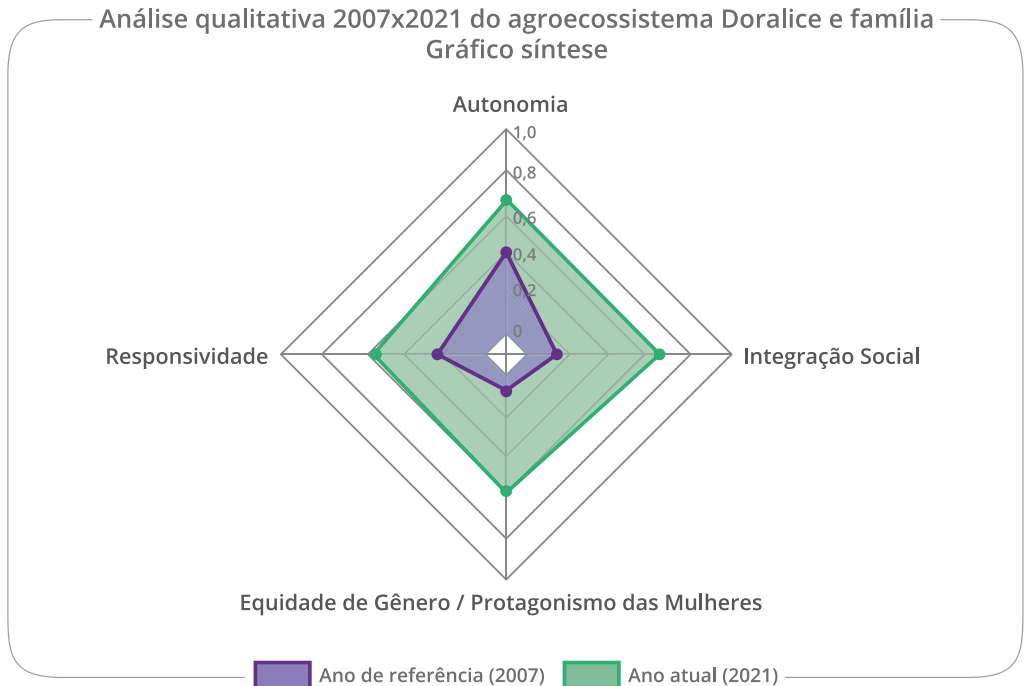 Análise qualitativa 2007x2021 do agroecossistema Doralice e família
Gráfico síntese
Autonomia
1,0
0,8
0,6
0,4
0,2
0
Responsividade
Integração Social
Equidade de Gênero / Protagonismo das Mulheres
Ano de referência (2007)
Ano atual (2021)